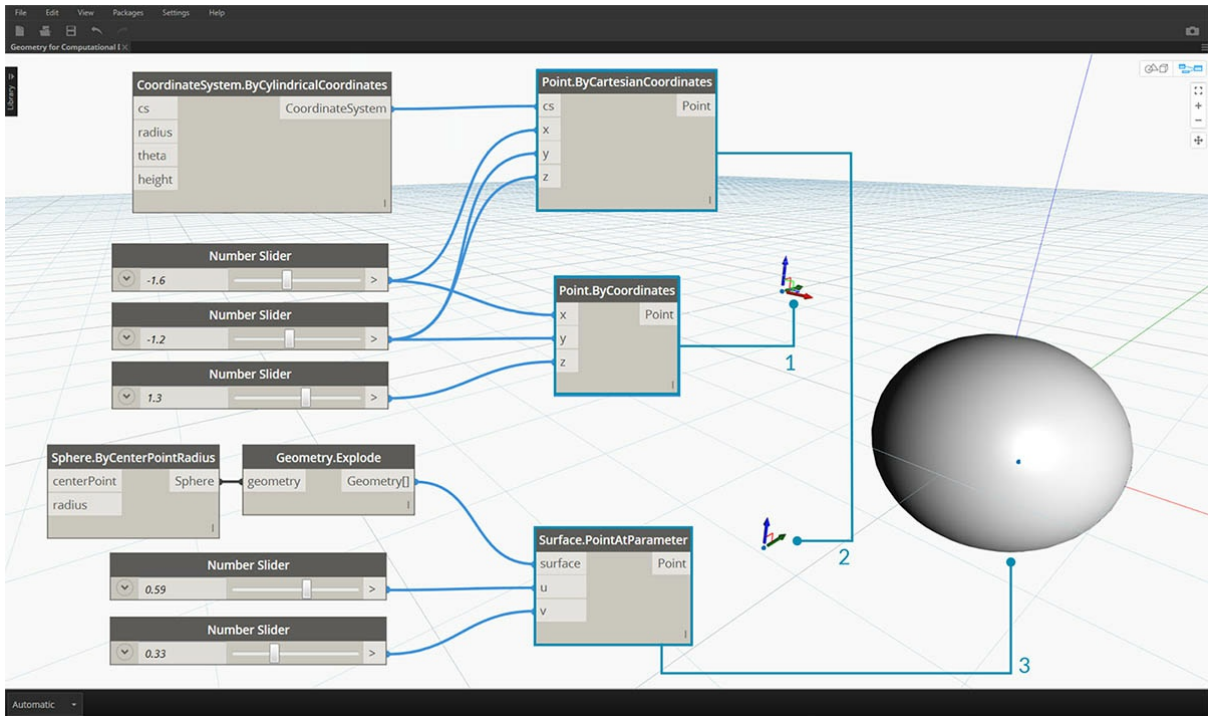 File Edit View Packages Settings Help
Geometry for Computational D
Library
CoordinateSystem.ByCylindricalCoordinates
cs CoordinateSystem
radius
theta
height
Point.ByCartesianCoordinates
cs Point
x
y
z
Number Slider
-1.6 >
Number Slider
-1.2 >
Number Slider
1.3 >
Point.ByCoordinates
x Point
y
z
1
Sphere.ByCenterPointRadius
centerPoint Sphere
radius
Geometry.Explode
geometry Geometry[]
Surface.PointAtParameter
surface Point
u
v
2
Number Slider
0.59 >
Number Slider
0.33 >
3
Automatic